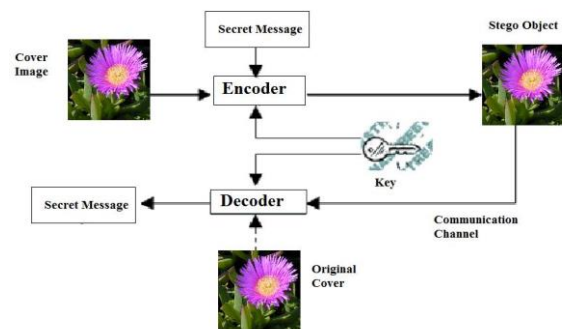 Secret Message
Stego Object
Cover
Image
Encoder
Key
Secret Message
Decoder
Communication
Channel
Original
Cover